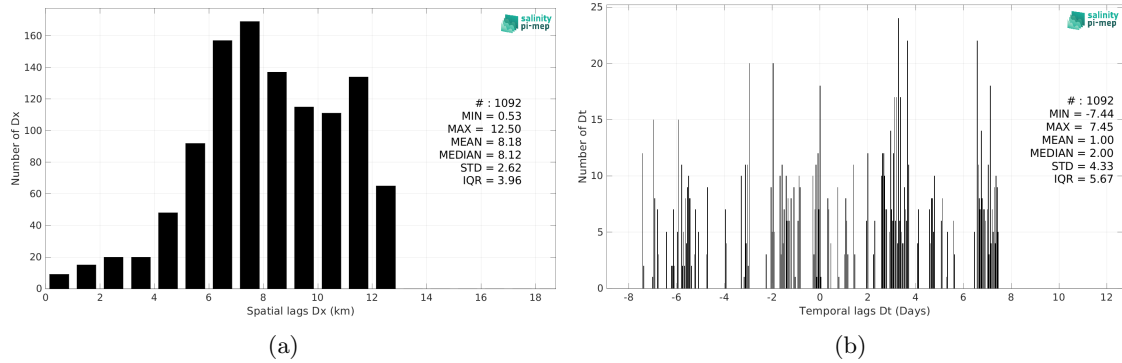 salinity
pi-mep
Number of Dx
160
140
120
100
80
60
40
20
0
# : 1092
MIN = 0.53
MAX = 12.50
MEAN = 8.18
MEDIAN = 8.12
STD = 2.62
IQR = 3.96
0 2 4 6 8 10 12 14 16 18
Spatial lags Dx (km)
(a)
salinity
pi-mep
Number of Dt
25
20
15
10
5
0
# : 1092
MIN = -7.44
MAX = 7.45
MEAN = 1.00
MEDIAN = 2.00
STD = 4.33
IQR = 5.67
-8 -6 -4 -2 0 2 4 6 8 10 12
Temporal lags Dt (Days)
(b)